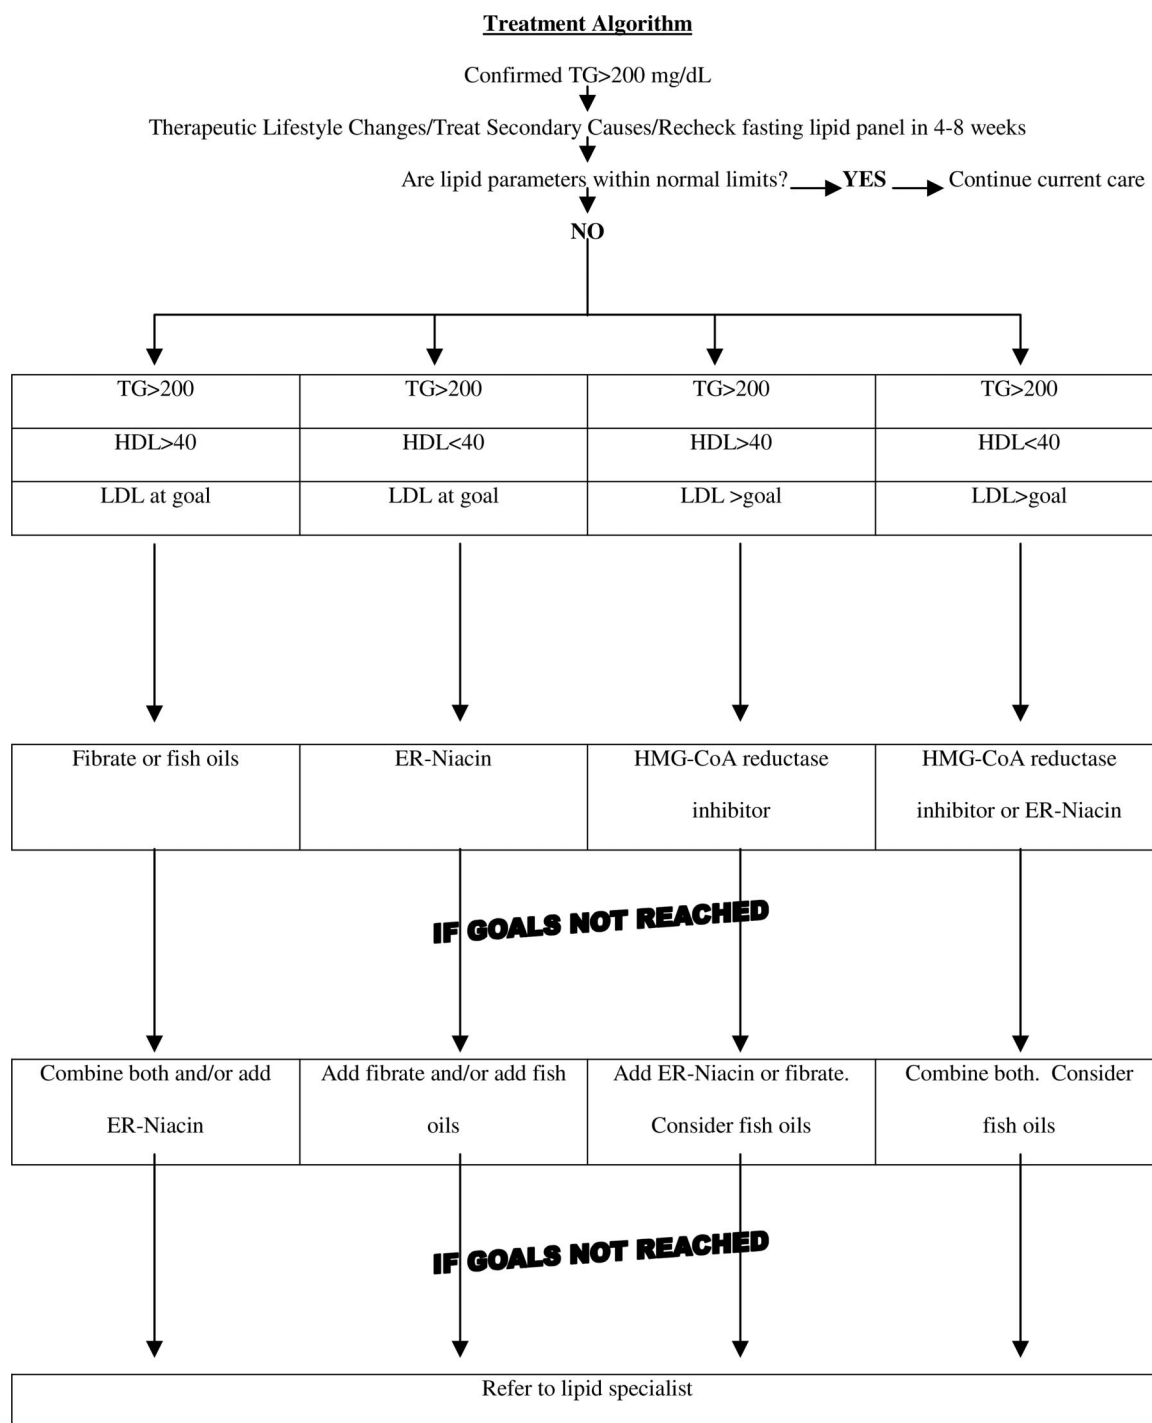 Treatment Algorithm
Confirmed TG>200 mg/dL
Therapeutic Lifestyle Changes/Treat Secondary Causes/Recheck fasting lipid panel in 4-8 weeks
Are lipid parameters within normal limits? YES Continue current care
NO
TG>200 TG>200 TG>200 TG>200
HDL>40 HDL<40 HDL>40 HDL<40
LDL at goal LDL at goal LDL >goal LDL>goal
Fibrate or fish oils ER-Niacin HMG-CoA reductase HMG-CoA reductase
inhibitor inhibitor or ER-Niacin
IF GOALS NOT REACHED
Combine both and/or add Add fibrate and/or add fish Add ER-Niacin or fibrate. Combine both. Consider
ER-Niacin oils Consider fish oils fish oils
IF GOALS NOT REACHED
Refer to lipid specialist